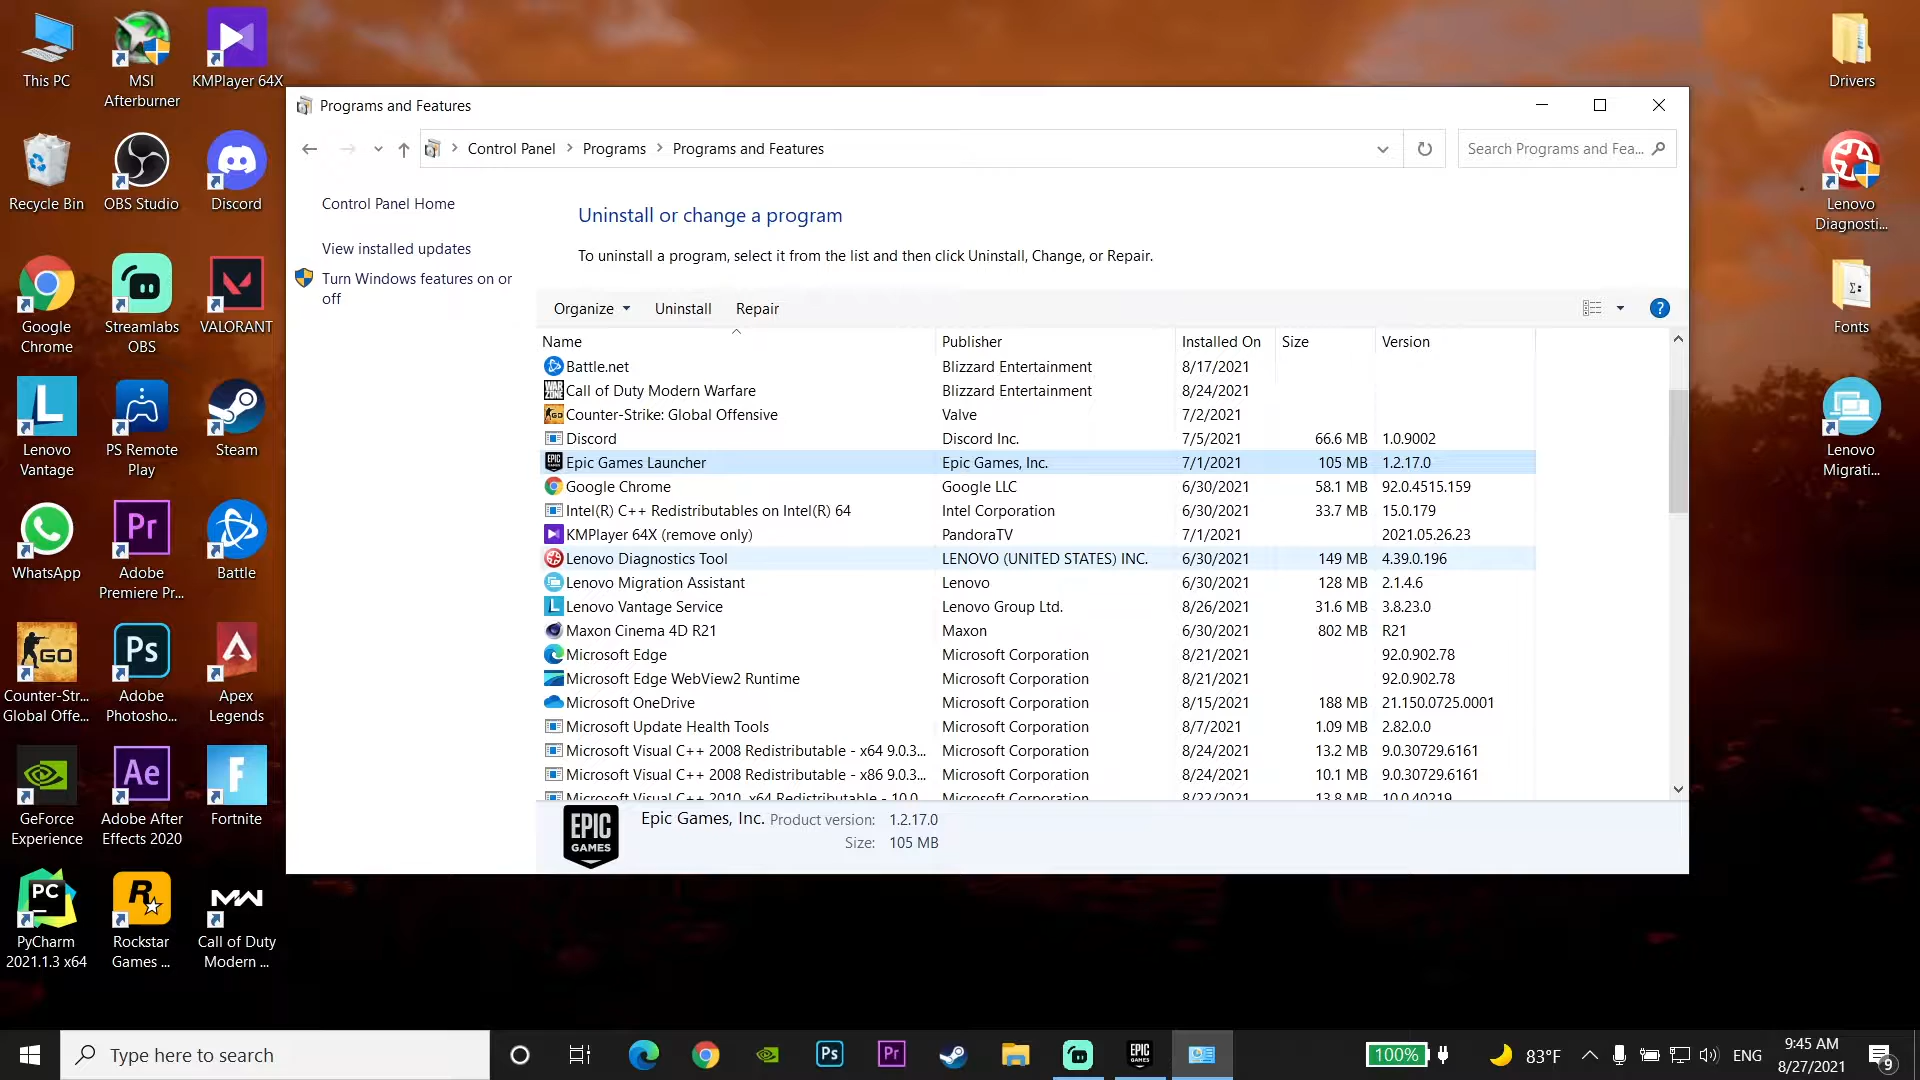 This PC
MSI
Afterburner
KMPlayer 64X
Recycle Bin
OBS Studio
Discord
Google
Chrome
Streamlabs
OBS
VALORANT
Lenovo
Vantage
PS Remote
Play
Steam
WhatsApp
Adobe
Premiere Pr...
Battle
Counter-Str...
Global Offe...
Adobe
Photosho...
Apex
Legends
GeForce
Experience
Adobe After
Effects 2020
Fortnite
PyCharm
2021.1.3 x64
Rockstar
Games ...
Call of Duty
Modern ...
Drivers
Lenovo
Diagnosti...
Fonts
Lenovo
Migrati...
Programs and Features
Control Panel > Programs > Programs and Features
Search Programs and Fea...
Control Panel Home
View installed updates
Turn Windows features on or
off
Uninstall or change a program
To uninstall a program, select it from the list and then click Uninstall, Change, or Repair.
Organize Uninstall Repair
Name Publisher Installed On Size Version
Battle.net Blizzard Entertainment 8/17/2021
Call of Duty Modern Warfare Blizzard Entertainment 8/24/2021
Counter-Strike: Global Offensive Valve 7/2/2021
Discord Discord Inc. 7/5/2021 66.6 MB 1.0.9002
Epic Games Launcher Epic Games, Inc. 7/1/2021 105 MB 1.2.17.0
Google Chrome Google LLC 6/30/2021 58.1 MB 92.0.4515.159
Intel(R) C++ Redistributables on Intel(R) 64 Intel Corporation 6/30/2021 33.7 MB 15.0.179
KMPlayer 64X (remove only) PandoraTV 7/1/2021 2021.05.26.23
Lenovo Diagnostics Tool LENOVO (UNITED STATES) INC. 6/30/2021 149 MB 4.39.0.196
Lenovo Migration Assistant Lenovo 6/30/2021 128 MB 2.1.4.6
Lenovo Vantage Service Lenovo Group Ltd. 8/26/2021 31.6 MB 3.8.23.0
Maxon Cinema 4D R21 Maxon 6/30/2021 802 MB R21
Microsoft Edge Microsoft Corporation 8/21/2021 92.0.902.78
Microsoft Edge WebView2 Runtime Microsoft Corporation 8/21/2021 92.0.902.78
Microsoft OneDrive Microsoft Corporation 8/15/2021 188 MB 21.150.0725.0001
Microsoft Update Health Tools Microsoft Corporation 8/7/2021 1.09 MB 2.82.0.0
Microsoft Visual C++ 2008 Redistributable - x64 9.0.3... Microsoft Corporation 8/24/2021 13.2 MB 9.0.30729.6161
Microsoft Visual C++ 2008 Redistributable - x86 9.0.3... Microsoft Corporation 8/24/2021 10.1 MB 9.0.30729.6161
Microsoft Visual C++ 2010 x64 Redistributable - 10.0... Microsoft Corporation 8/22/2021 13.8 MB 10.0.40219
EPIC
GAMES
Epic Games, Inc. Product version: 1.2.17.0
Size: 105 MB
Type here to search
100%
83°F
ENG
9:45 AM
8/27/2021
9